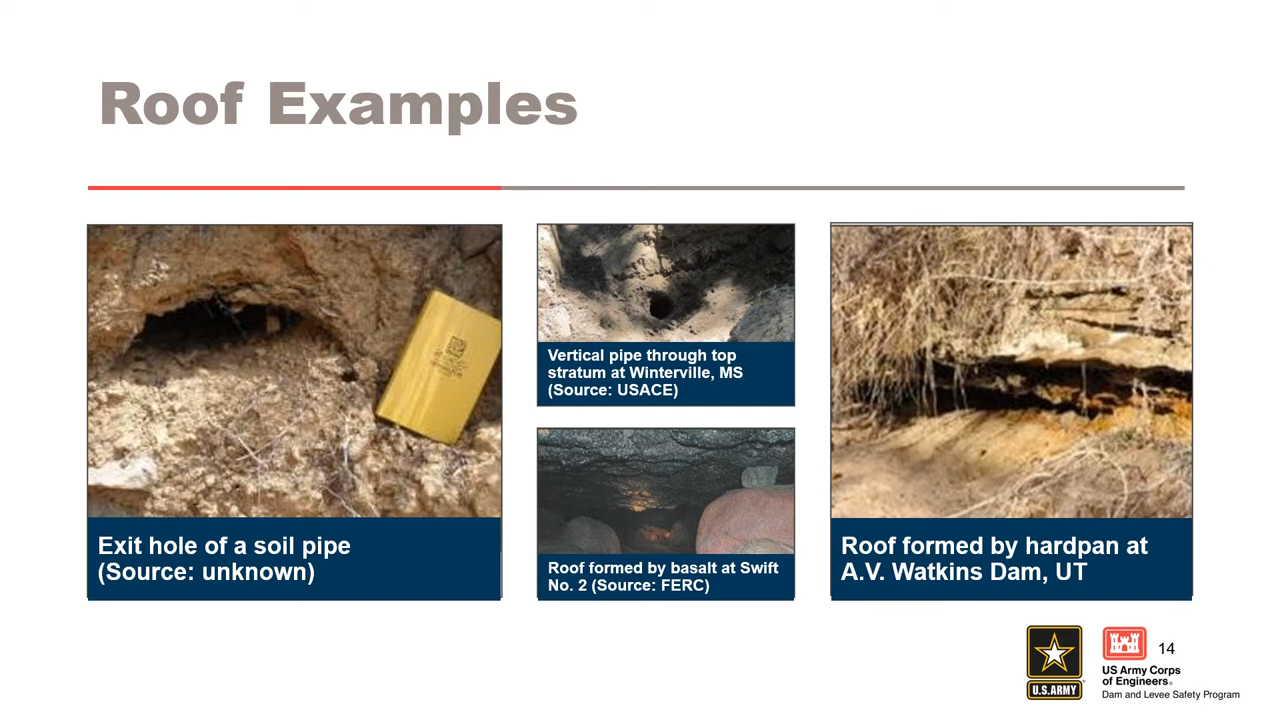 Roof Examples
Exit hole of a soil pipe
(Source: unknown)
Vertical pipe through top
stratum at Winterville, MS
(Source: USACE)
Roof formed by basalt at Swift
No. 2 (Source: FERC)
Roof formed by hardpan at
A.V. Watkins Dam, UT
U.S.ARMY
14
US Army Corps
of Engineers®
Dam and Levee Safety Program